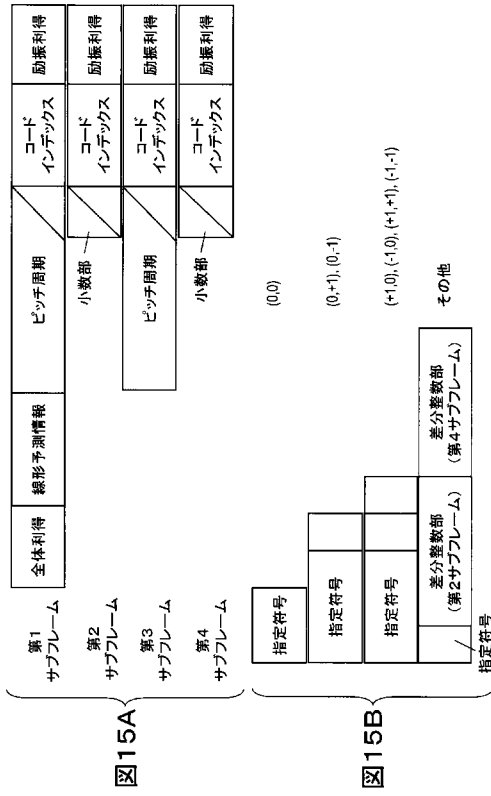 図15A
第1
サブフレーム
全体利得
線形予測情報
ピッチ周期
コード
インデックス
励振利得
第2
サブフレーム
小数部
コード
インデックス
励振利得
第3
サブフレーム
ピッチ周期
コード
インデックス
励振利得
第4
サブフレーム
小数部
コード
インデックス
励振利得
図15B
指定符号
(0,0)
指定符号
(0,+1), (0,-1)
指定符号
(+1,0), (-1,0), (+1,+1), (-1,-1)
指定符号
差分整数部
(第2サブフレーム)
差分整数部
(第4サブフレーム)
その他